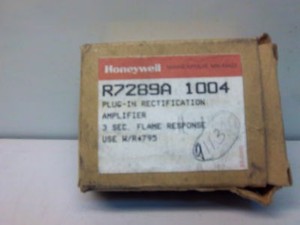 Honeywell
R7289A 1004
PLUG-IN RECTIFICATION
AMPLIFIER
3 SEC. FLAME RESPONSE
USE W/R4795